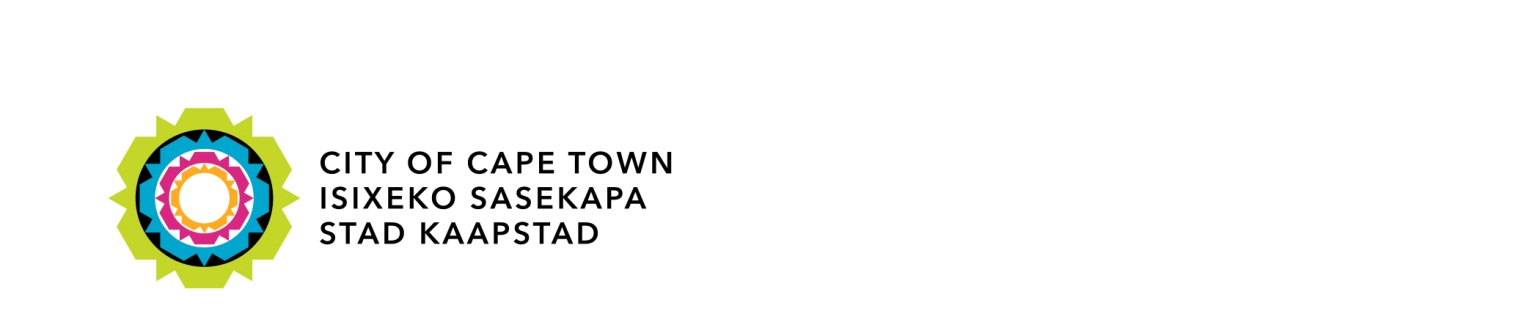 CITY OF CAPE TOWN
ISIXEKO SASEKAPA
STAD KAAPSTAD